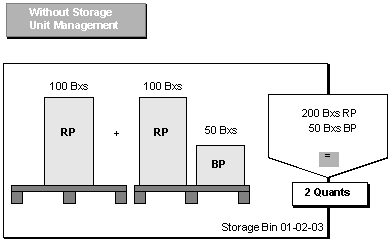 Without Storage
Unit Management
100 Bxs
100 Bxs
RP
+
RP
50 Bxs
BP
200 Bxs RP
50 Bxs BP
=
2 Quants
Storage Bin 01-02-03